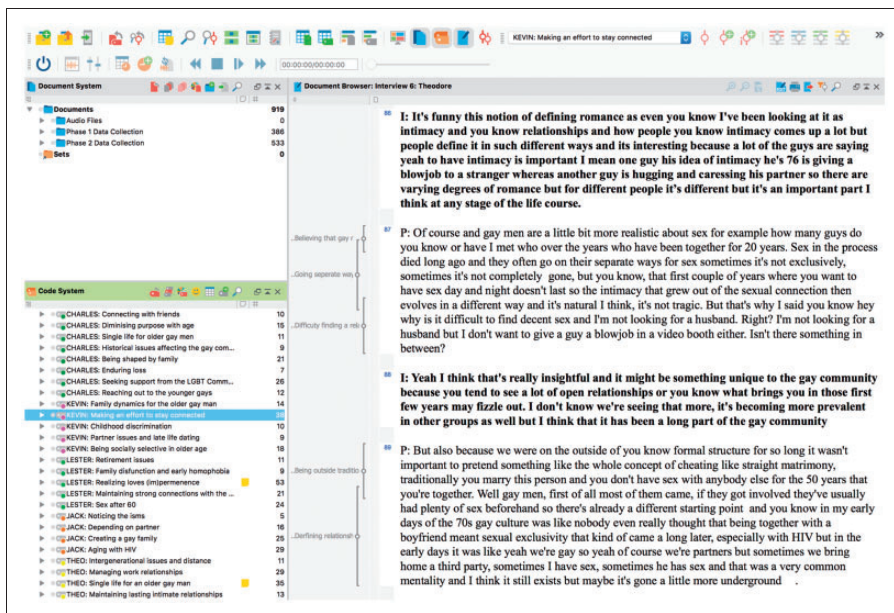 KEVIN: Making an effort to stay connected
»
00:00:00/00:00:00
Document System
Documents 919
Audio Files 0
Phase 1 Data Collection 386
Phase 2 Data Collection 533
Sets 0
Code System
CHARLES: Connecting with friends 10
CHARLES: Diminising purpose with age 15
CHARLES: Single life for older gay men 11
CHARLES: Historical issues affecting the gay com... 9
CHARLES: Being shaped by family 21
CHARLES: Enduring loss 7
CHARLES: Seeking support from the LGBT Comm... 26
CHARLES: Reaching out to the younger gays 12
KEVIN: Family dynamics for the older gay man 14
KEVIN: Making an effort to stay connected 38
KEVIN: Childhood discrimination 10
KEVIN: Partner issues and late life dating 9
KEVIN: Being socially selective in older age 18
LESTER: Retirement issues 11
LESTER: Family disfunction and early homophobia 9
LESTER: Realizing loves (im)permenence 53
LESTER: Maintaining strong connections with the ... 21
LESTER: Sex after 60 24
JACK: Noticing the isms 5
JACK: Depending on partner 16
JACK: Creating a gay family 25
JACK: Aging with HIV 29
THEO: Intergenerational issues and distance 11
THEO: Managing work relationships 29
THEO: Single life for an older gay man 35
THEO: Maintaining lasting intimate relationships 13
Document Browser: Interview 6: Theodore
86
I: It's funny this notion of defining romance as even you know I've been looking at it as
intimacy and you know relationships and how people you know intimacy comes up a lot but
people define it in such different ways and its interesting because a lot of the guys are saying
yeah to have intimacy is important I mean one guy his idea of intimacy he's 76 is giving a
blowjob to a stranger whereas another guy is hugging and caressing his partner so there are
varying degrees of romance but for different people it's different but it's an important part I
think at any stage of the life course.
87
P: Of course and gay men are a little bit more realistic about sex for example how many guys do
you know or have I met who over the years who have been together for 20 years. Sex in the process
died long ago and they often go on their separate ways for sex sometimes it's not exclusively,
sometimes it's not completely gone, but you know, that first couple of years where you want to
have sex day and night doesn't last so the intimacy that grew out of the sexual connection then
evolves in a different way and it's natural I think, it's not tragic. But that's why I said you know hey
why is it difficult to find decent sex and I'm not looking for a husband. Right? I'm not looking for a
husband but I don't want to give a guy a blowjob in a video booth either. Isn't there something in
between?
88
I: Yeah I think that's really insightful and it might be something unique to the gay community
because you tend to see a lot of open relationships or you know what brings you in those first
few years may fizzle out. I don't know we're seeing that more, it's becoming more prevalent
in other groups as well but I think that it has been a long part of the gay community
89
P: But also because we were on the outside of you know formal structure for so long it wasn't
important to pretend something like the whole concept of cheating like straight matrimony,
traditionally you marry this person and you don't have sex with anybody else for the 50 years that
you're together. Well gay men, first of all most of them came, if they got involved they've usually
had plenty of sex beforehand so there's already a different starting point and you know in my early
days of the 70s gay culture was like nobody even really thought that being together with a
boyfriend meant sexual exclusivity that kind of came a long later, especially with HIV but in the
early days it was like yeah we're gay so yeah of course we're partners but sometimes we bring
home a third party, sometimes I have sex, sometimes he has sex and that was a very common
mentality and I think it still exists but maybe it's gone a little more underground .
..Believing that gay r
..Going seperate way
..Difficuty finding a rela
..Being outside traditio
..Derfining relationsh